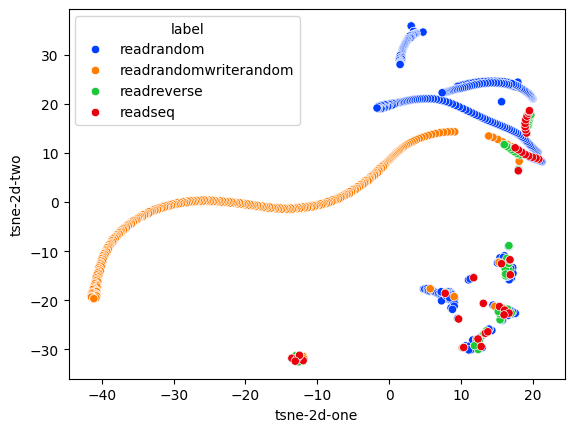 label
readrandom
readrandomwriterandom
readreverse
readseq
tsne-2d-two
30
20
10
0
−10
−20
−30
−40 −30 −20 −10 0 10 20
tsne-2d-one